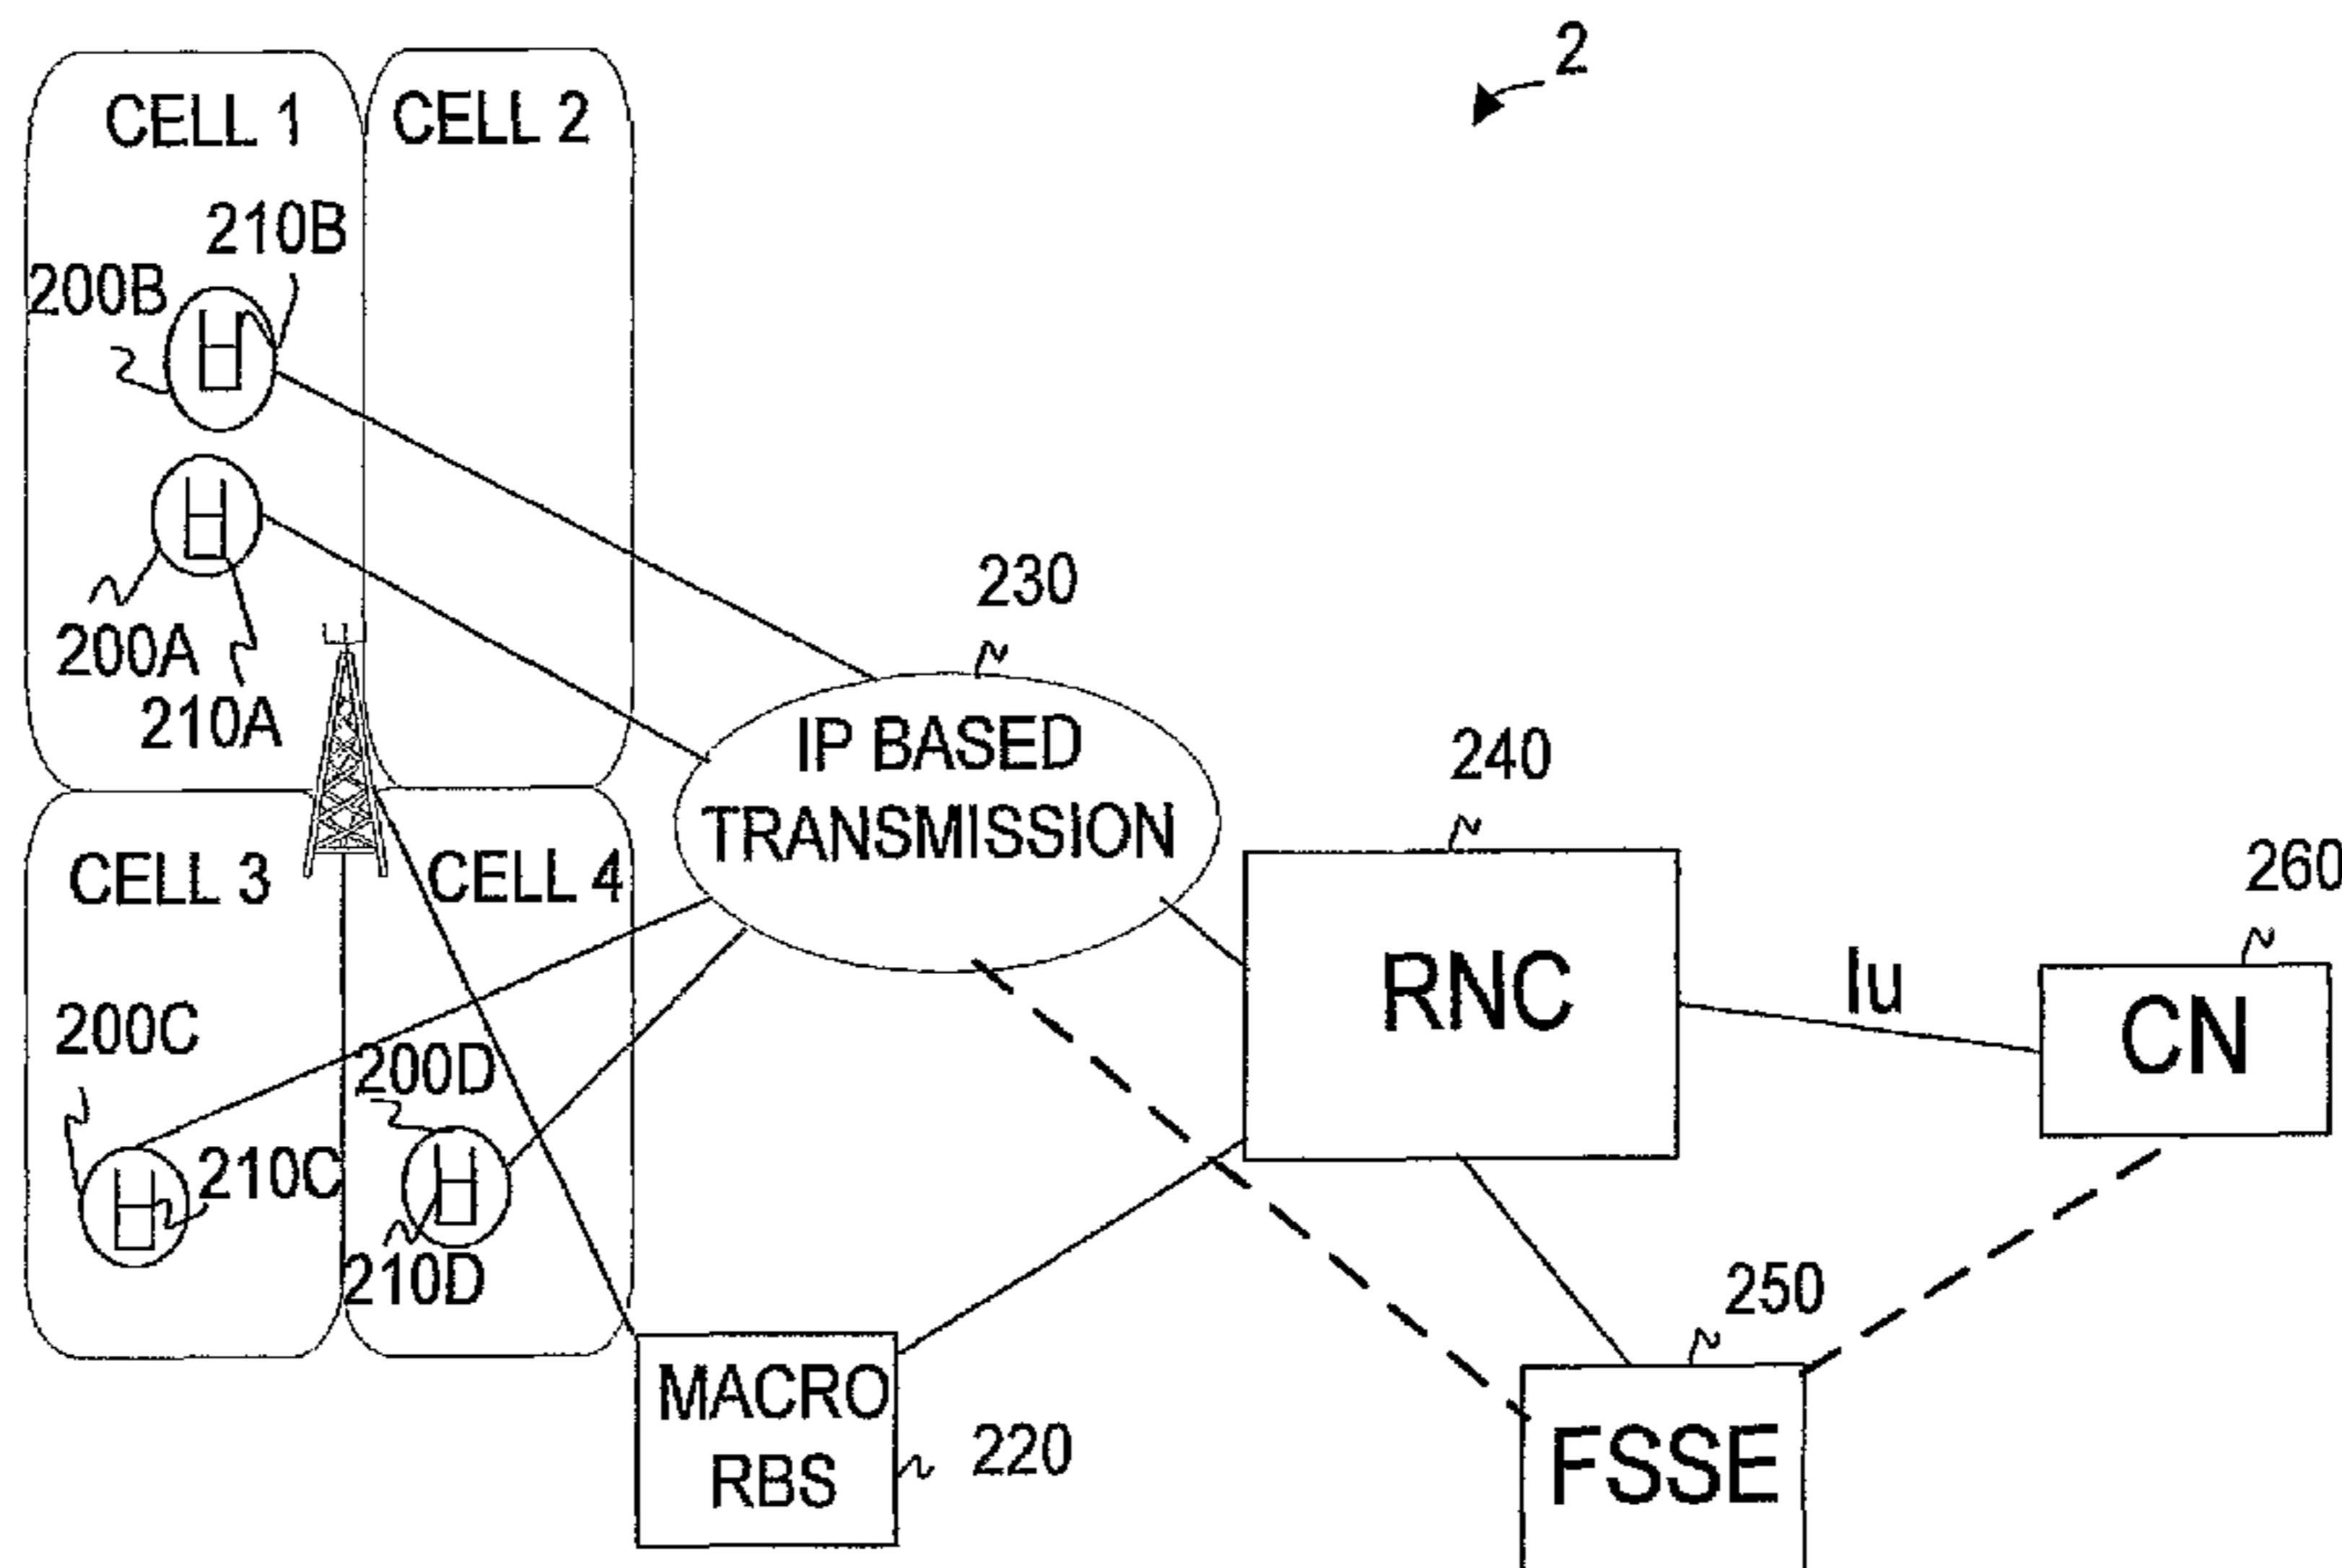 2
CELL 1
CELL 2
210B
200B
200A
210A
230
IP BASED
TRANSMISSION
240
260
CELL 3
CELL 4
RNC
Iu
CN
200C
200D
210C
210D
250
MACRO
RBS
220
FSSE